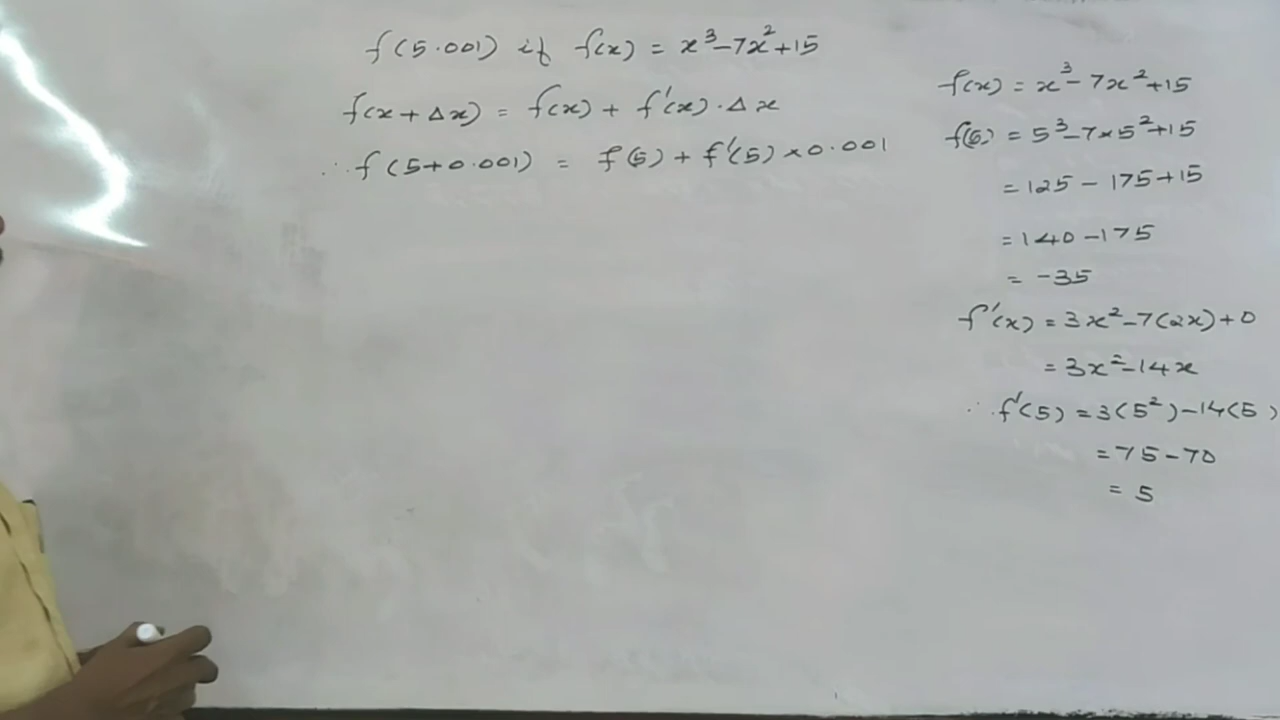 f(5.001) if f(x) = x³-7x²+15
f(x+Δx) = f(x) + f'(x).Δx
∴ f(5+0.001) = f(5) + f'(5) ×0.001
f(x) = x³-7x²+15
f(5) = 5³-7×5²+15
= 125 - 175+15
= 140 -175
= -35
f'(x) = 3x²-7(2x)+0
= 3x²-14x
∴ f'(5) = 3(5²)-14(5)
= 75-70
= 5